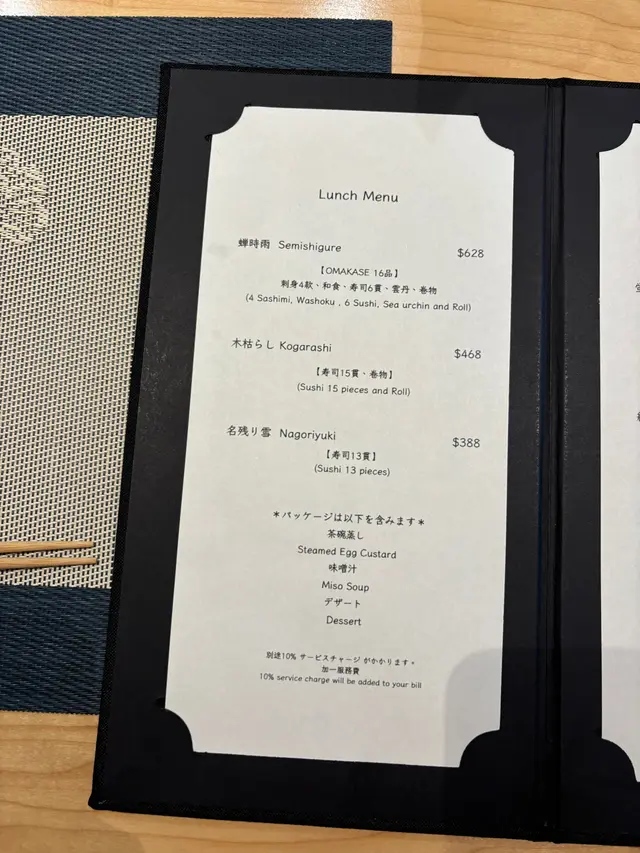 Lunch Menu
蟬時雨 Semishigure $628
【OMAKASE 16品】
刺身4款、和食、寿司6貫、雲丹、巻物
(4 Sashimi, Washoku , 6 Sushi, Sea urchin and Roll)
木枯らし Kogarashi $468
【寿司15貫、巻物】
(Sushi 15 pieces and Roll)
名残り雪 Nagoriyuki $388
【寿司13貫】
(Sushi 13 pieces)
＊パッケージは以下を含みます＊
茶碗蒸し
Steamed Egg Custard
味噌汁
Miso Soup
デザート
Dessert
別途10% サービスチャージ がかかります。
加一服務費
10% service charge will be added to your bill